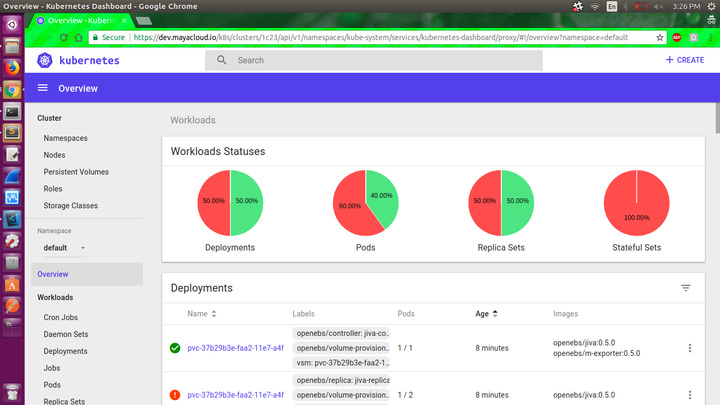 Overview - Kubernetes Dashboard - Google Chrome
En
3:26 PM
Overview - Kubern
Secure
https://dev.mayacloud.io/k8s/clusters/1c23/api/v1/namespaces/kube-system/services/kubernetes-dashboard/proxy/#!/overview?namespace=default
ABP
kubernetes
Search
+ CREATE
Overview
Cluster
Namespaces
Nodes
Persistent Volumes
Roles
Storage Classes
Namespace
default
Overview
Workloads
Cron Jobs
Daemon Sets
Deployments
Jobs
Pods
Replica Sets
Workloads
Workloads Statuses
50.00% 50.00%
60.00% 40.00%
50.00% 50.00%
100.00%
Deployments
Pods
Replica Sets
Stateful Sets
Deployments
Name Labels Pods Age Images
openebs/controller: jiva-co...
pvc-37b29b3e-faa2-11e7-a4f openebs/volume-provision... 1 / 1 8 minutes openebs/jiva:0.5.0
openebs/m-exporter:0.5.0
vsm: pvc-37b29b3e-faa2-1...
openebs/replica: jiva-replica
pvc-37b29b3e-faa2-11e7-a4f openebs/volume-provision... 1 / 2 8 minutes openebs/jiva:0.5.0